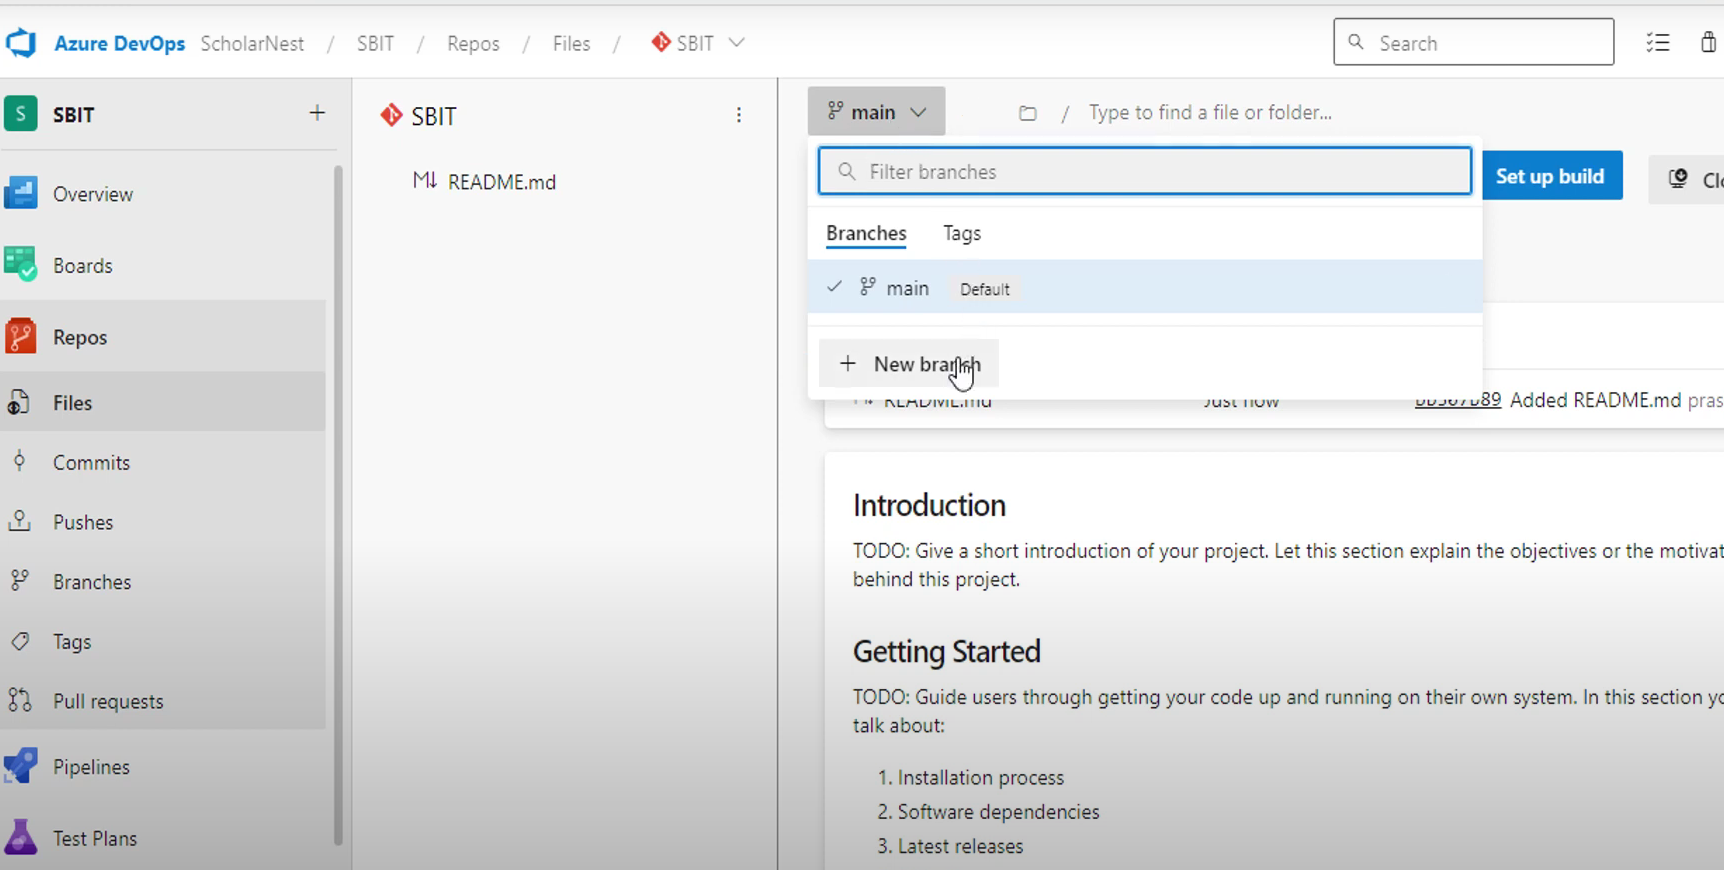 Azure DevOps ScholarNest / SBIT / Repos / Files / SBIT
Search
S SBIT
Overview
Boards
Repos
Files
Commits
Pushes
Branches
Tags
Pull requests
Pipelines
Test Plans
SBIT
README.md
main
/ Type to find a file or folder...
Filter branches
Set up build
Branches Tags
main Default
New branch
README.md Just now bb567b89 Added README.md
Introduction
TODO: Give a short introduction of your project. Let this section explain the objectives or the
behind this project.
Getting Started
TODO: Guide users through getting your code up and running on their own system. In this section
talk about:
1. Installation process
2. Software dependencies
3. Latest releases